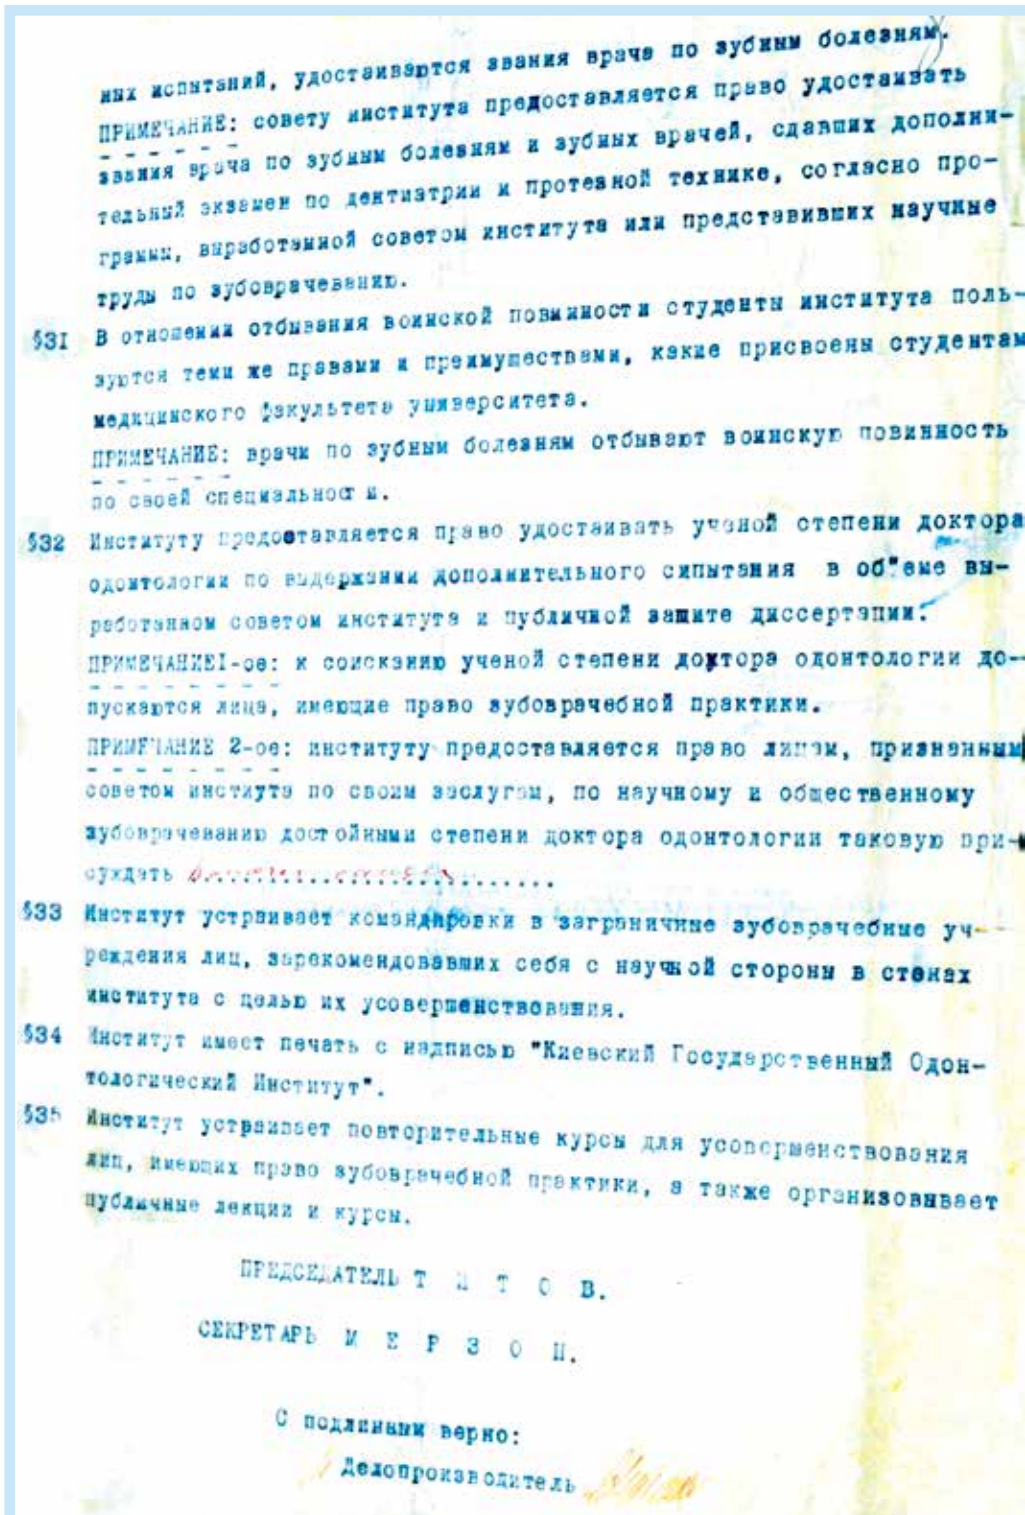 ных испытаний, удостаиваются звания врача по зубным болезням.
ПРИМЕЧАНИЕ: совету института предоставляется право удостаивать
звания врача по зубным болезням и зубных врачей, сдавших дополни-
тельный экзамен по дентиатрии и протезной технике, согласно про-
граммы, выработанной советом института или представивших научные
труды по зубоврачеванию.
§31 В отношении отбывания воинской повинности студенты института поль-
зуются теми же правами и преимуществами, какие присвоены студентам
медицинского факультета университета.
ПРИМЕЧАНИЕ: врачи по зубным болезням отбывают воинскую повинность
по своей специальности.
§32 Институту предоставляется право удостаивать ученой степени доктора
одонтологии по выдержании дополнительного сипытания в об"еме вы-
работанном советом института и публичной защите диссертации.
ПРИМЕЧАНИЕ I-ое: к соисканию ученой степени доктора одонтологии до-
пускаются лица, имеющие право зубоврачебной практики.
ПРИМЕЧАНИЕ 2-ое: институту предоставляется право лицам, признанным
советом инстиута по своим заслугам, по научному и общественному
зубоврачеванию достойными степени доктора одонтологии таковую при-
суждать
§33 Институт устраивает командировки в заграничные зубоврачебные уч-
реждения лиц, зарекомендовавших себя с научной стороны в стенах
института с целью их усовершенствования.
§34 Институт имеет печать с надписью "Киевский Государственный Одон-
тологический Институт".
§35 Институт устраивает повторительные курсы для усовершенствования
лиц, имеющих право зубоврачебной практики, а также организовывает
публичные лекции и курсы.
ПРЕДСЕДАТЕЛЬ Т И Т О В.
СЕКРЕТАРЬ М Е Р З О Н.
С подлинным верно:
Делопроизводитель